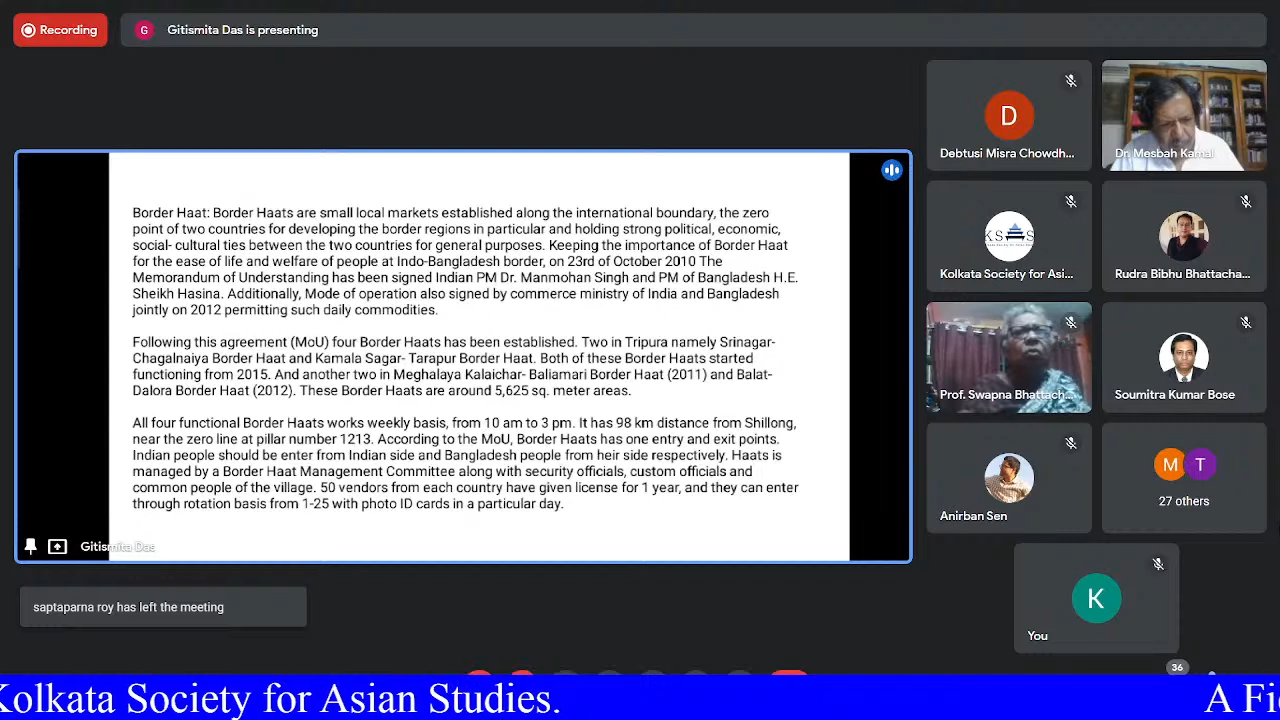 Recording
G
Gitismita Das is presenting
Border Haat: Border Haats are small local markets established along the international boundary, the zero
point of two countries for developing the border regions in particular and holding strong political, economic,
social- cultural ties between the two countries for general purposes. Keeping the importance of Border Haat
for the ease of life and welfare of people at Indo-Bangladesh border, on 23rd of October 2010 The
Memorandum of Understanding has been signed Indian PM Dr. Manmohan Singh and PM of Bangladesh H.E.
Sheikh Hasina. Additionally, Mode of operation also signed by commerce ministry of India and Bangladesh
jointly on 2012 permitting such daily commodities.
Following this agreement (MoU) four Border Haats has been established. Two in Tripura namely Srinagar-
Chagalnaiya Border Haat and Kamala Sagar- Tarapur Border Haat. Both of these Border Haats started
functioning from 2015. And another two in Meghalaya Kalaichar- Baliamari Border Haat (2011) and Balat-
Dalora Border Haat (2012). These Border Haats are around 5,625 sq. meter areas.
All four functional Border Haats works weekly basis, from 10 am to 3 pm. It has 98 km distance from Shillong,
near the zero line at pillar number 1213. According to the MoU, Border Haats has one entry and exit points.
Indian people should be enter from Indian side and Bangladesh people from heir side respectively. Haats is
managed by a Border Haat Management Committee along with security officials, custom officials and
common people of the village. 50 vendors from each country have given license for 1 year, and they can enter
through rotation basis from 1-25 with photo ID cards in a particular day.
Gitismita Das
saptaparna roy has left the meeting
D
Debtusi Misra Chowdh...
Dr. Mesbah Kamal
KSAS
Kolkata Society for Asi...
Rudra Bibhu Bhattacha...
Prof. Swapna Bhattach...
Soumitra Kumar Bose
Anirban Sen
M T
27 others
K
You
36
Kolkata Society for Asian Studies.
A Fi